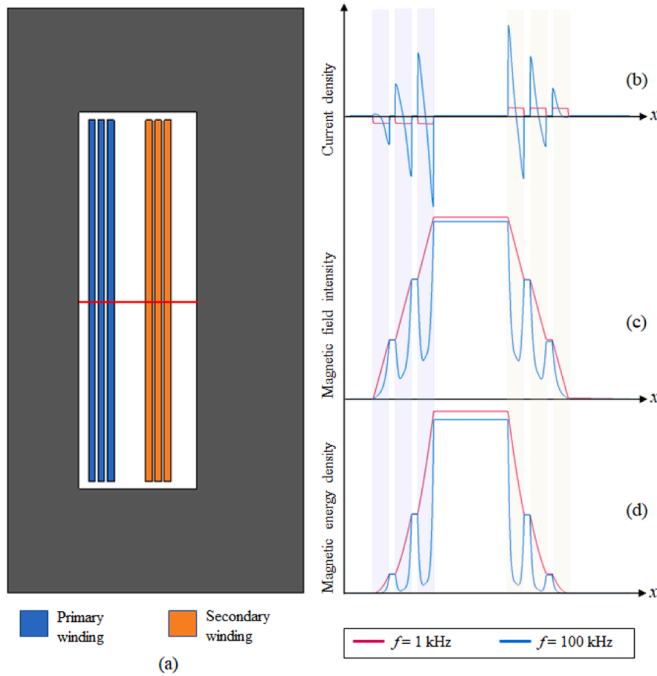 Current density
(b)
x
Magnetic field intensity
(c)
x
Magnetic energy density
(d)
x
Primary
winding
Secondary
winding
(a)
f = 1 kHz
f = 100 kHz